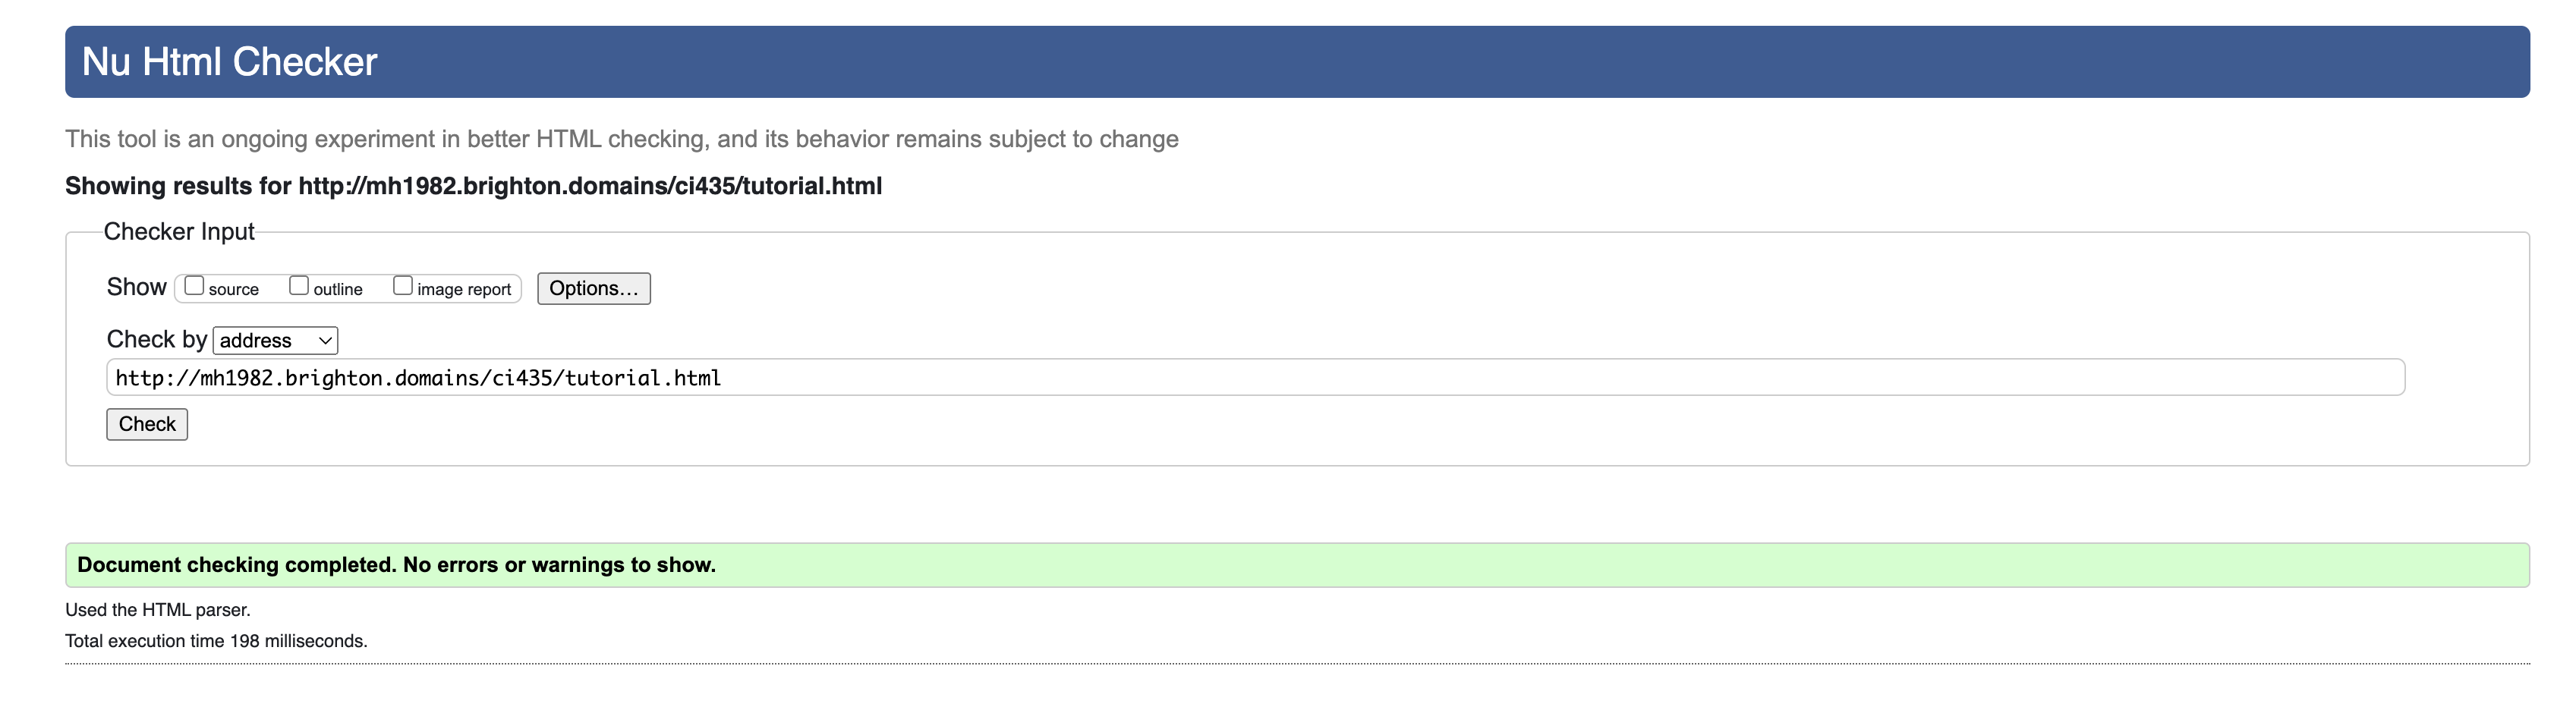 Nu Html Checker
This tool is an ongoing experiment in better HTML checking, and its behavior remains subject to change
Showing results for http://mh1982.brighton.domains/ci435/tutorial.html
Checker Input
Show source outline image report Options...
Check by address
http://mh1982.brighton.domains/ci435/tutorial.html
Check
Document checking completed. No errors or warnings to show.
Used the HTML parser.
Total execution time 198 milliseconds.